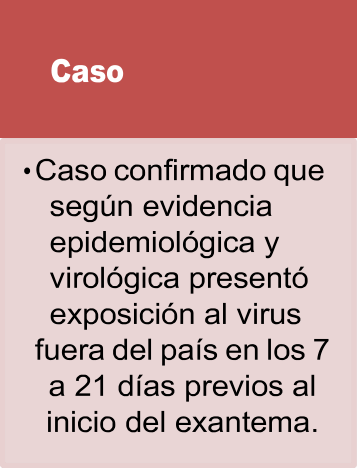 Caso
• Caso confirmado que
según evidencia
epidemiológica y
virológica presentó
exposición al virus
fuera del país en los 7
a 21 días previos al
inicio del exantema.